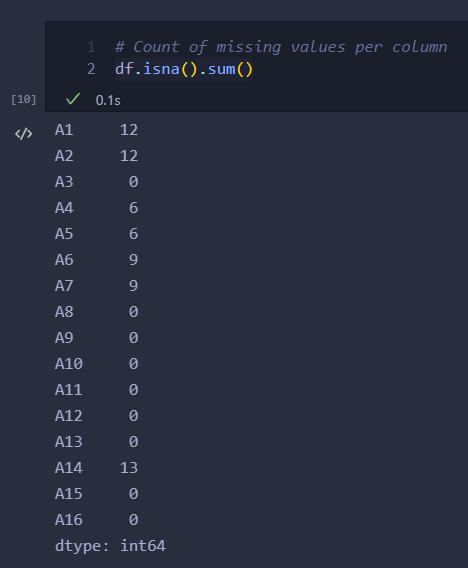 1 # Count of missing values per column
2 df.isna().sum()
[10] ✓ 0.1s
</> A1 12
A2 12
A3 0
A4 6
A5 6
A6 9
A7 9
A8 0
A9 0
A10 0
A11 0
A12 0
A13 0
A14 13
A15 0
A16 0
dtype: int64